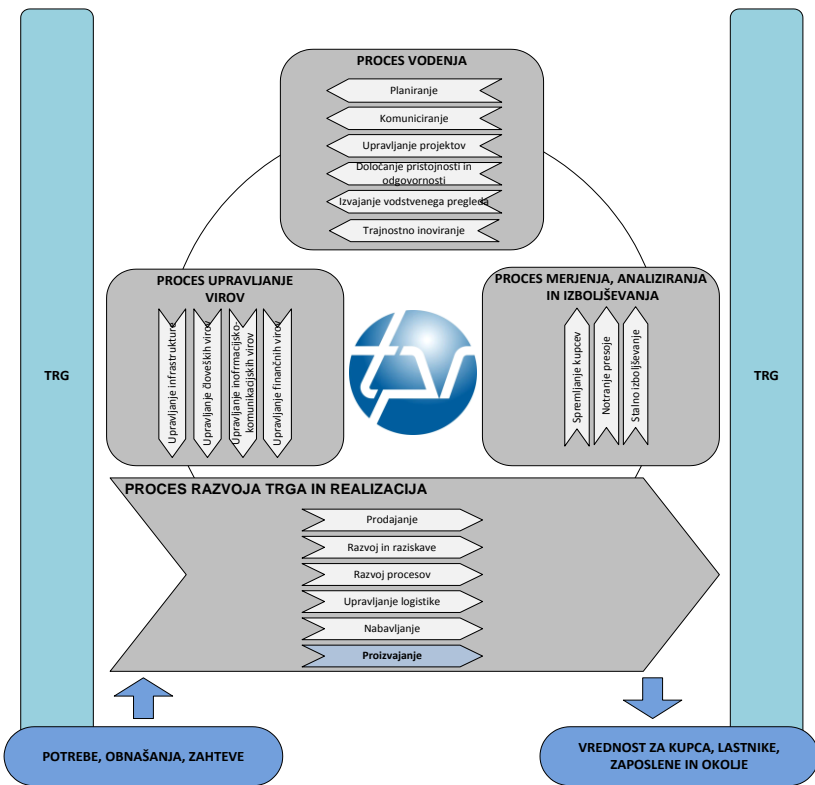 PROCES VODENJA
Planiranje
Komuniciranje
Upravljanje projektov
Določanje pristojnosti in
odgovornosti
Izvajanje vodstvenega pregleda
Trajnostno inoviranje
PROCES UPRAVLJANJE
VIROV
Upravljanje infrastrukture
Upravljanje človeških virov
Upravljanje inofrmacijsko-
komunikacijskih virov
Upravljanje finančnih virov
tpv
PROCES MERJENJA, ANALIZIRANJA
IN IZBOLJŠEVANJA
Spremljanje kupcev
Notranje presoje
Stalno izboljševanje
TRG
TRG
PROCES RAZVOJA TRGA IN REALIZACIJA
Prodajanje
Razvoj in raziskave
Razvoj procesov
Upravljanje logistike
Nabavljanje
Proizvajanje
POTREBE, OBNAŠANJA, ZAHTEVE
VREDNOST ZA KUPCA, LASTNIKE,
ZAPOSLENE IN OKOLJE